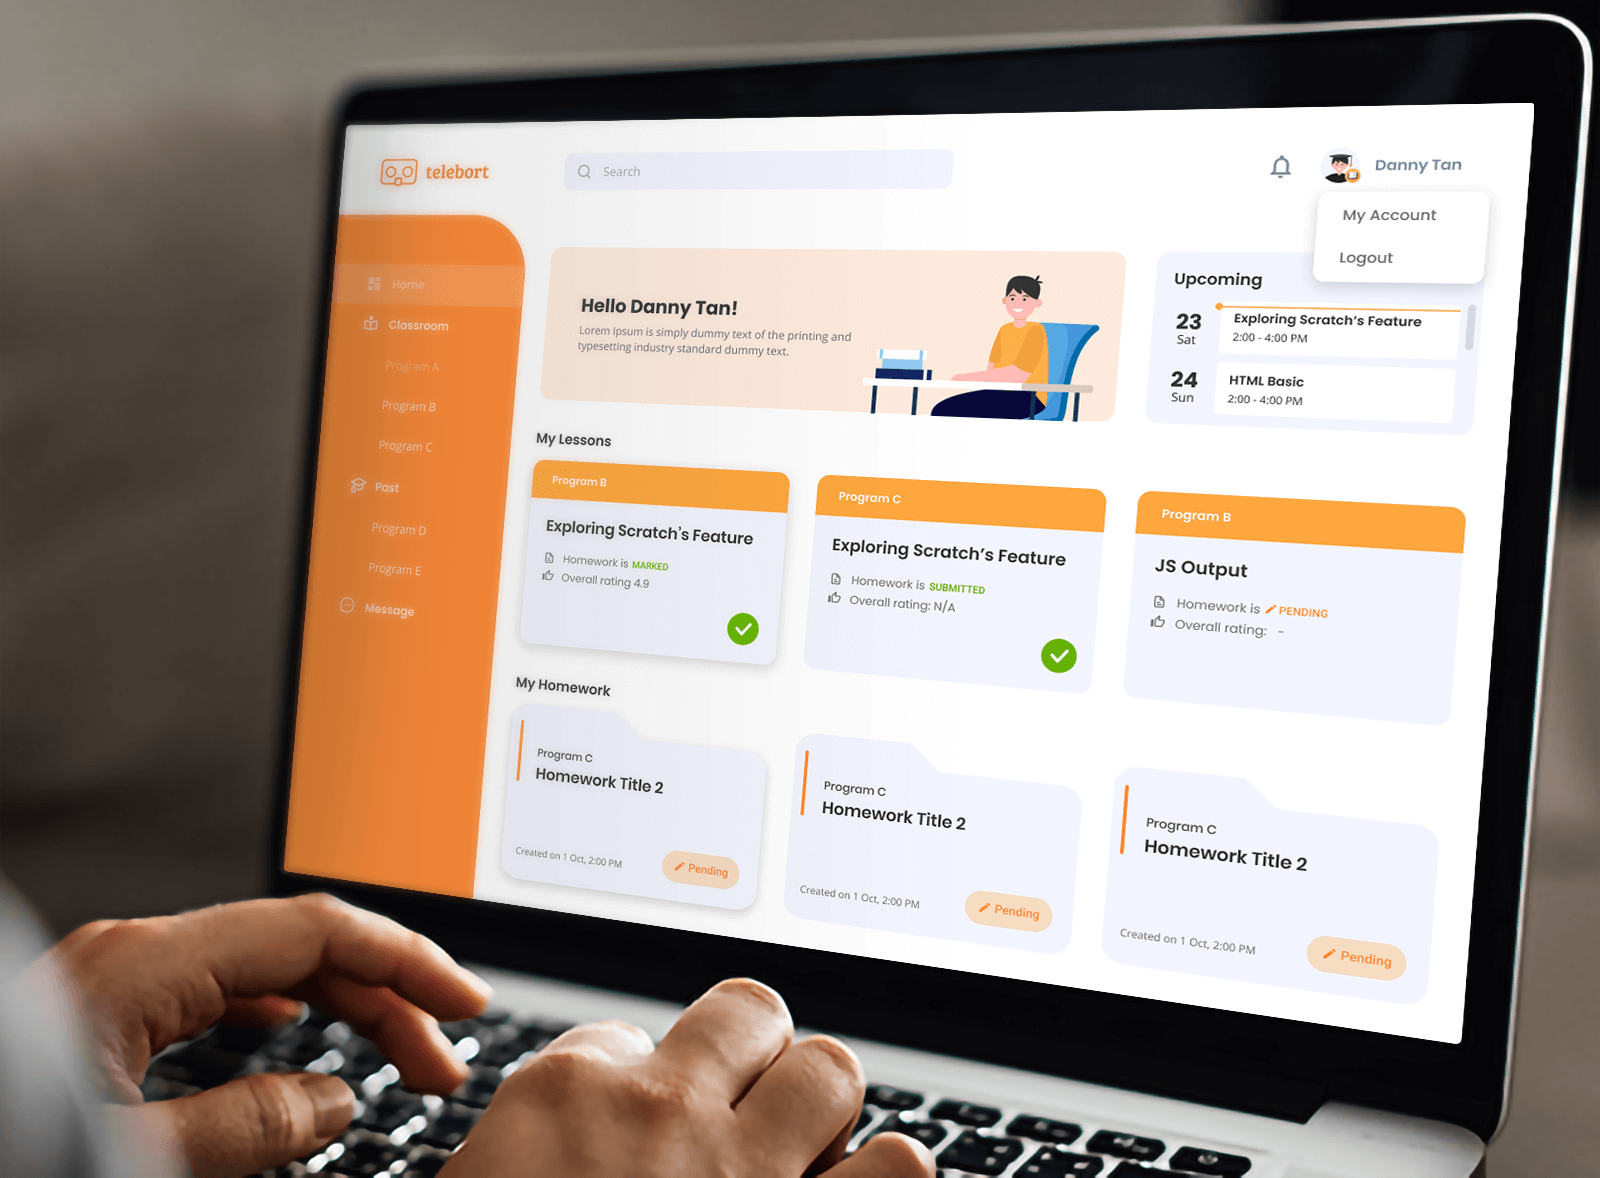 telebort
Search
Danny Tan
My Account
Logout
Home
Classroom
Program A
Program B
Program C
Past
Program D
Program E
Message
Hello Danny Tan!
Lorem Ipsum is simply dummy text of the printing and
typesetting industry standard dummy text.
Upcoming
23
Sat
Exploring Scratch’s Feature
2:00 - 4:00 PM
24
Sun
HTML Basic
2:00 - 4:00 PM
My Lessons
Program B
Exploring Scratch’s Feature
Homework is MARKED
Overall rating 4.9
Program C
Exploring Scratch’s Feature
Homework is SUBMITTED
Overall rating: N/A
Program B
JS Output
Homework is PENDING
Overall rating: -
My Homework
Program C
Homework Title 2
Created on 1 Oct, 2:00 PM
Pending
Program C
Homework Title 2
Created on 1 Oct, 2:00 PM
Pending
Program C
Homework Title 2
Created on 1 Oct, 2:00 PM
Pending